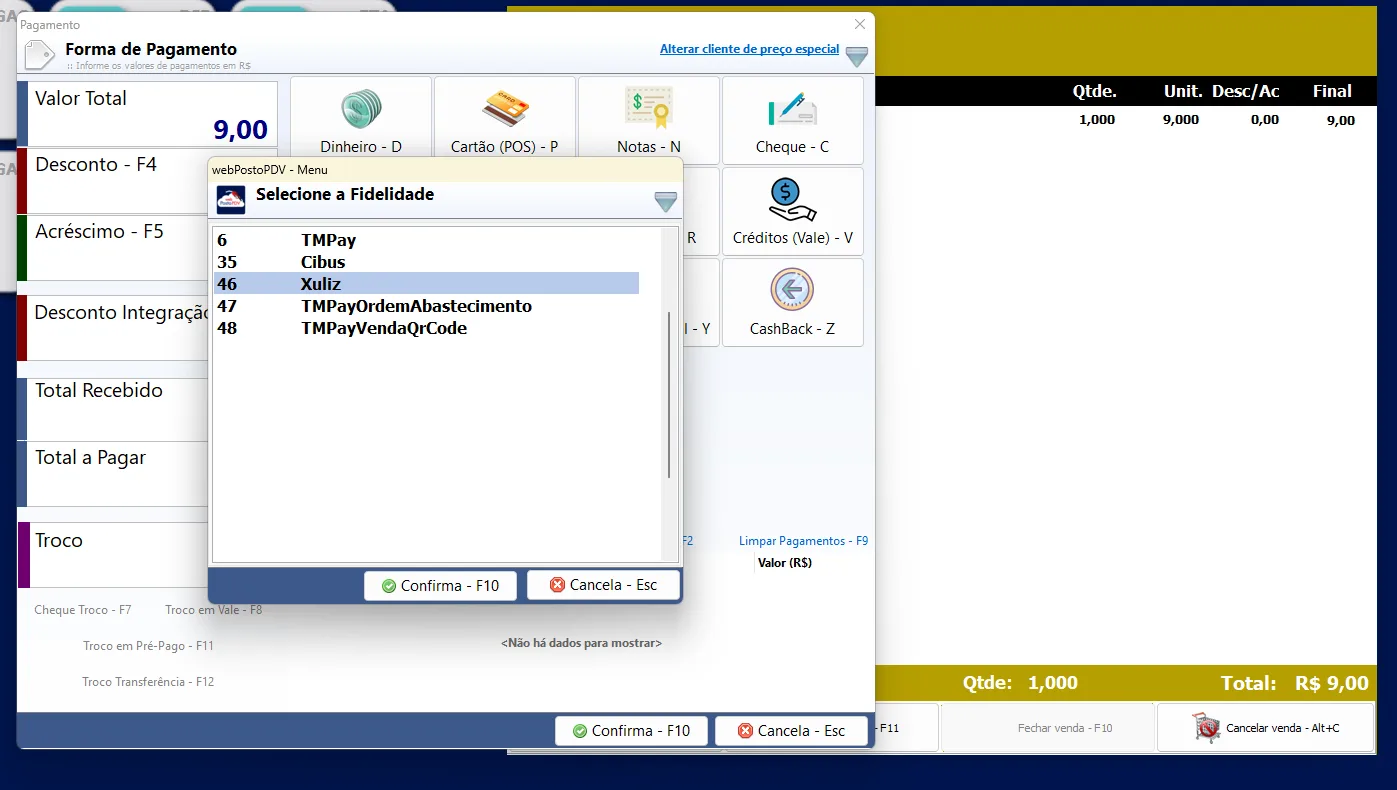 Pagamento
Forma de Pagamento
:: Informe os valores de pagamentos em R$
Alterar cliente de preço especial
Valor Total
9,00
Desconto - F4
Acréscimo - F5
Desconto Integração
Total Recebido
Total a Pagar
Troco
Cheque Troco - F7 Troco em Vale - F8
Troco em Pré-Pago - F11
Troco Transferência - F12
Dinheiro - D
Cartão (POS) - P
Notas - N
Cheque - C
R
Créditos (Vale) - V
l - Y
CashBack - Z
webPostoPDV - Menu
Selecione a Fidelidade
6 TMPay
35 Cibus
46 Xuliz
47 TMPayOrdemAbastecimento
48 TMPayVendaQrCode
Confirma - F10 Cancela - Esc
F2
Limpar Pagamentos - F9
Valor (R$)
<Não há dados para mostrar>
Confirma - F10 Cancela - Esc
Qtde. Unit. Desc/Ac Final
1,000 9,000 0,00 9,00
Qtde: 1,000 Total: R$ 9,00
- F11 Fechar venda - F10 Cancelar venda - Alt+C